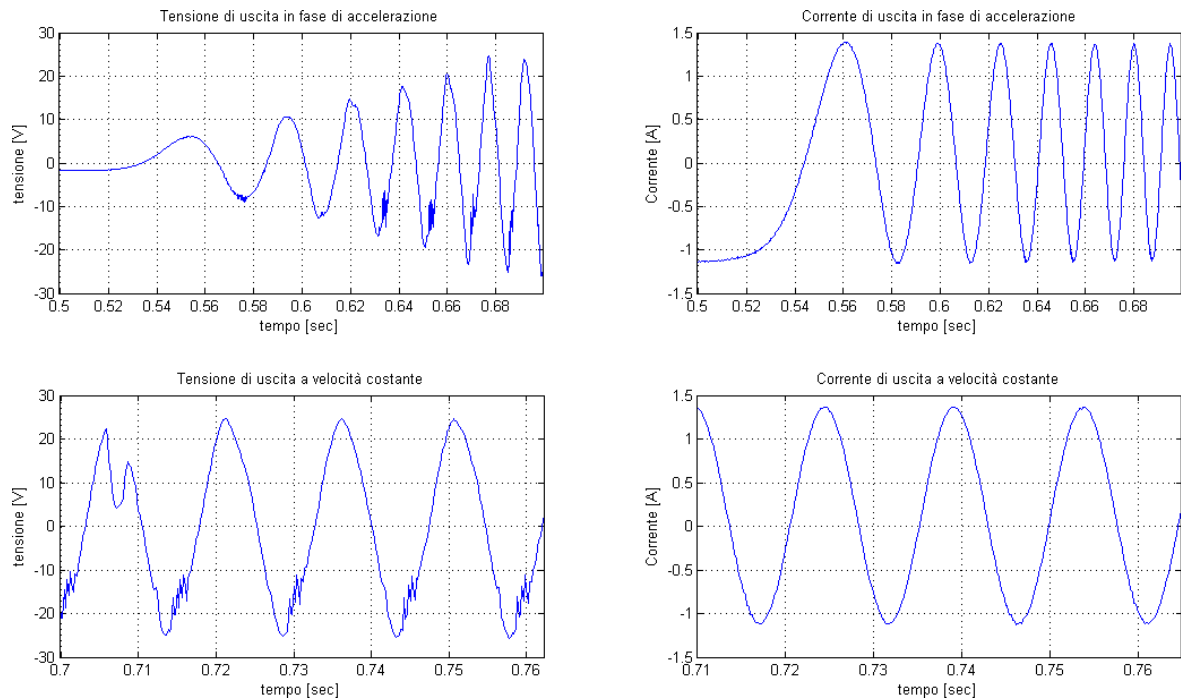 Tensione di uscita in fase di accelerazione
30
20
10
0
-10
-20
-30
tensione [V]
0.5 0.52 0.54 0.56 0.58 0.6 0.62 0.64 0.66 0.68
tempo [sec]
Corrente di uscita in fase di accelerazione
1.5
1
0.5
0
-0.5
-1
-1.5
Corrente [A]
0.5 0.52 0.54 0.56 0.58 0.6 0.62 0.64 0.66 0.68
tempo [sec]
Tensione di uscita a velocità costante
30
20
10
0
-10
-20
-30
tensione [V]
0.7 0.71 0.72 0.73 0.74 0.75 0.76
tempo [sec]
Corrente di uscita a velocità costante
1.5
1
0.5
0
-0.5
-1
-1.5
Corrente [A]
0.71 0.72 0.73 0.74 0.75 0.76
tempo [sec]